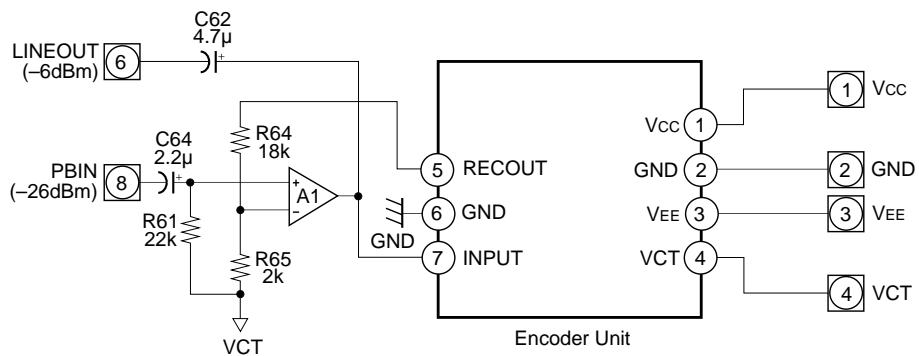 C62
4.7μ
LINEOUT
(–6dBm)
6
C64
2.2μ
PBIN
(–26dBm)
8
R61
22k
R64
18k
R65
2k
+
–
A1
VCT
5 RECOUT
6 GND
GND
7 INPUT
VCC 1
GND 2
VEE 3
VCT 4
1 VCC
2 GND
3 VEE
4 VCT
Encoder Unit